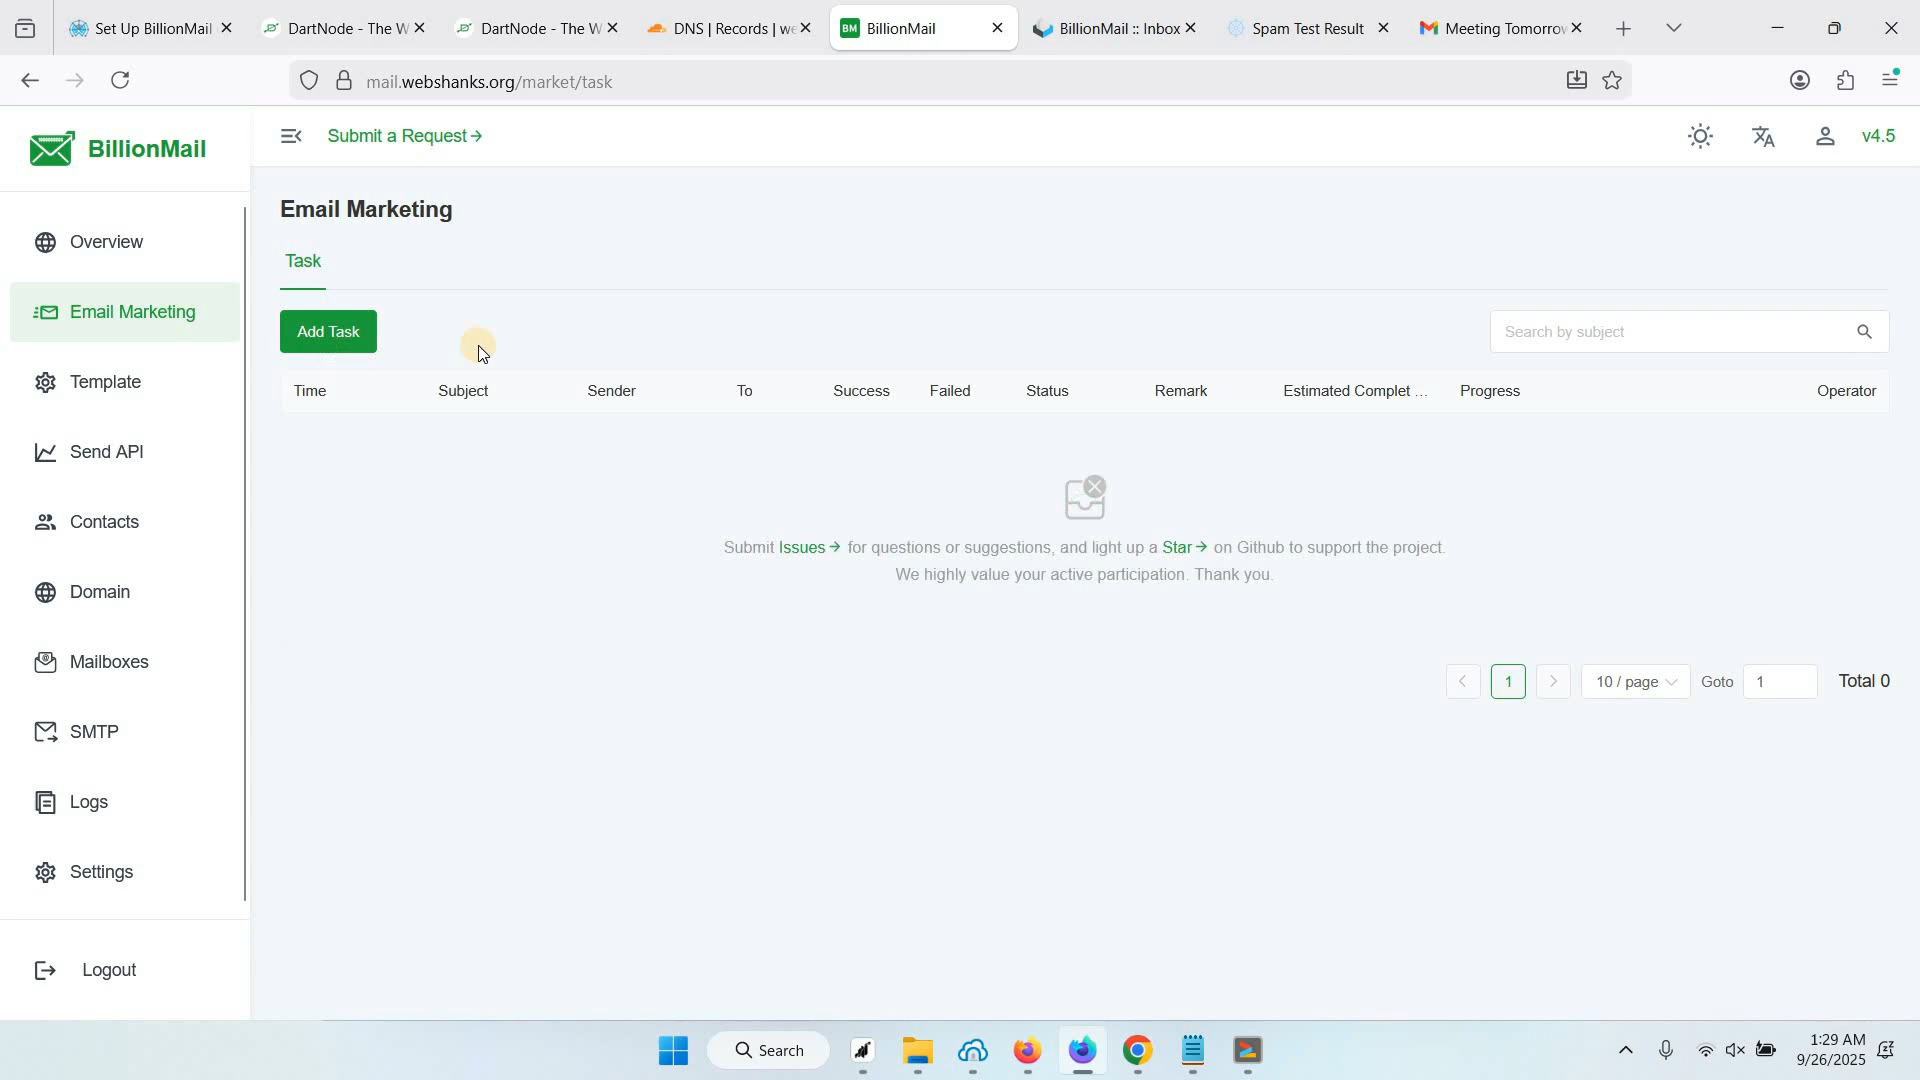 Set Up BillionMail
DartNode - The W
DartNode - The W
DNS | Records | we
BillionMail
BillionMail :: Inbox
Spam Test Result
Meeting Tomorrow
mail.webshanks.org/market/task
BillionMail
Submit a Request
v4.5
Overview
Email Marketing
Template
Send API
Contacts
Domain
Mailboxes
SMTP
Logs
Settings
Logout
Email Marketing
Task
Add Task
Search by subject
Time Subject Sender To Success Failed Status Remark Estimated Complet ... Progress Operator
Submit Issues for questions or suggestions, and light up a Star on Github to support the project.
We highly value your active participation. Thank you.
1 10 / page Goto 1 Total 0
Search
1:29 AM
9/26/2025